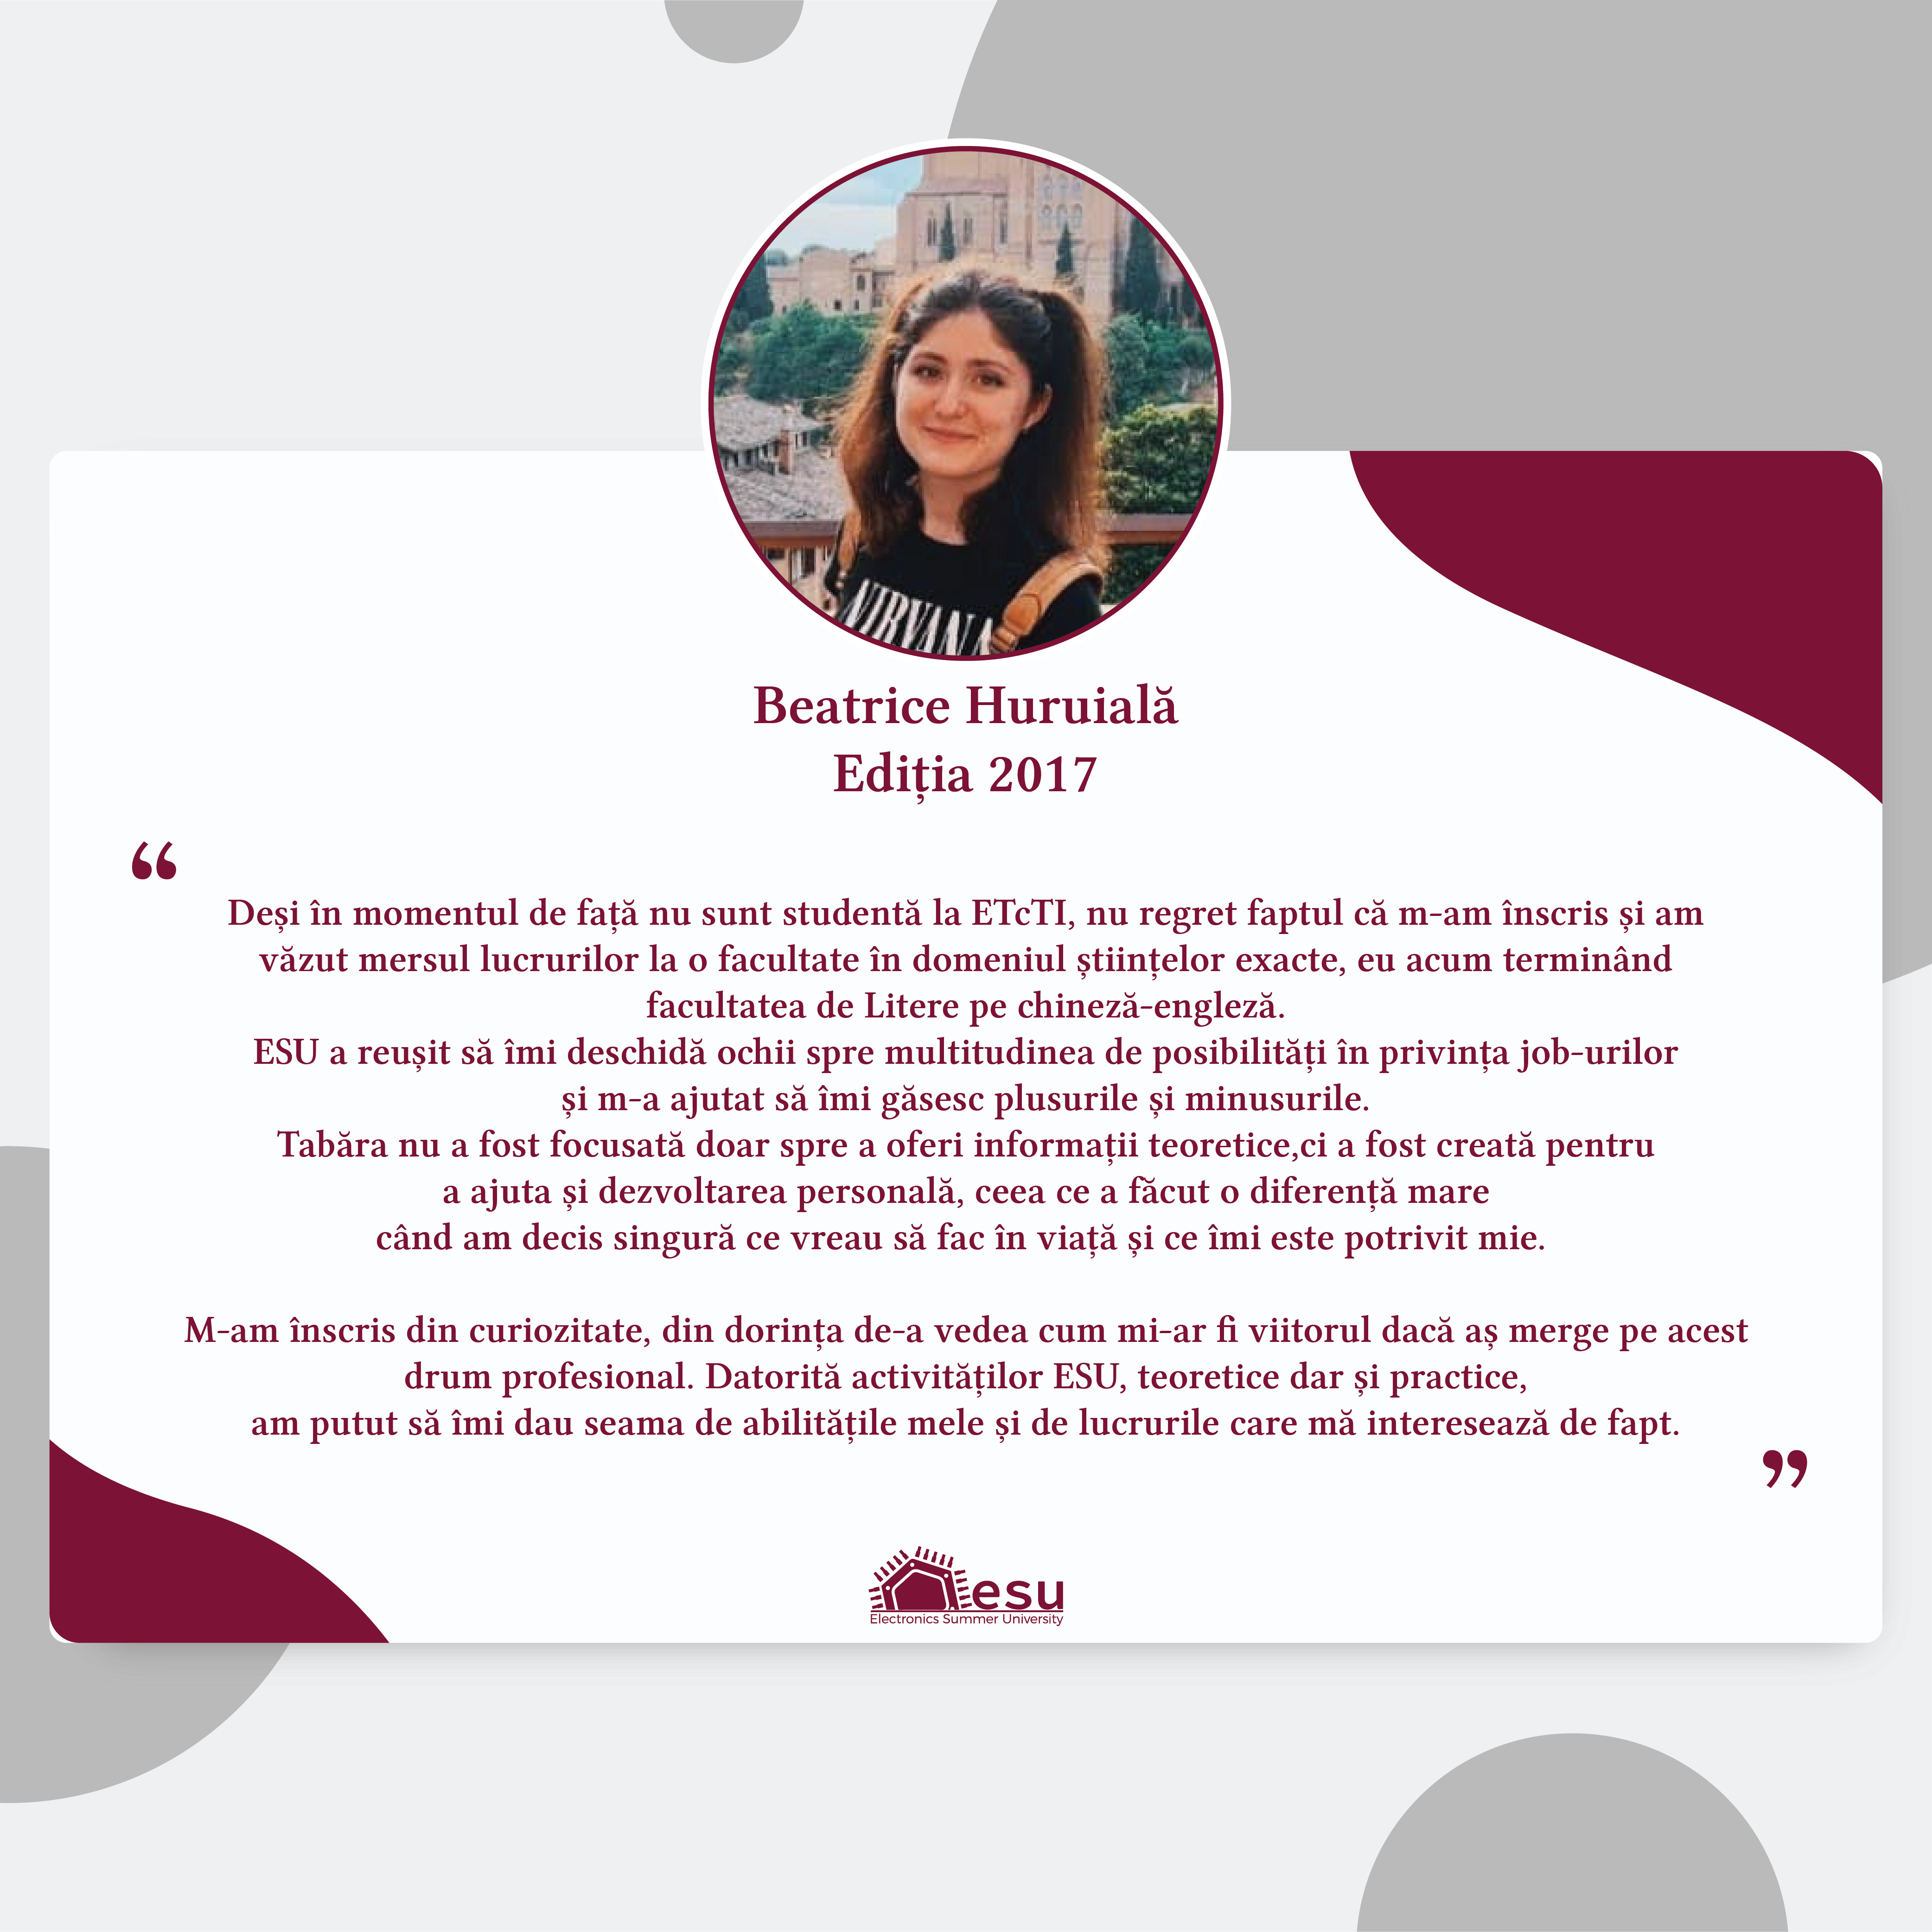 NIRVANA
Beatrice Huruială
Ediția 2017
“
Deși în momentul de față nu sunt studentă la ETcTI, nu regret faptul că m-am înscris și am
văzut mersul lucrurilor la o facultate în domeniul științelor exacte, eu acum terminând
facultatea de Litere pe chineză-engleză.
ESU a reușit să îmi deschidă ochii spre multitudinea de posibilități în privința job-urilor
și m-a ajutat să îmi găsesc plusurile și minusurile.
Tabăra nu a fost focusată doar spre a oferi informații teoretice,ci a fost creată pentru
a ajuta și dezvoltarea personală, ceea ce a făcut o diferență mare
când am decis singură ce vreau să fac în viață și ce îmi este potrivit mie.
M-am înscris din curiozitate, din dorința de-a vedea cum mi-ar fi viitorul dacă aș merge pe acest
drum profesional. Datorită activităților ESU, teoretice dar și practice,
am putut să îmi dau seama de abilitățile mele și de lucrurile care mă interesează de fapt.
”
esu
Electronics Summer University